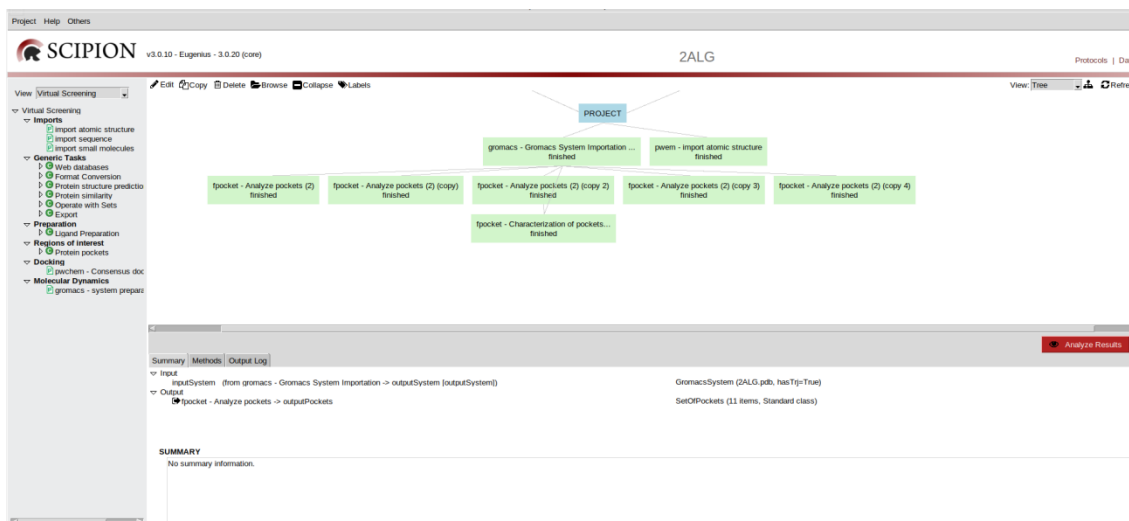 Project Help Others
SCIPION v3.0.10 - Eugenius - 3.0.20 (core) 2ALG Protocols | Da
View Virtual Screening Edit Copy Delete Browse Collapse Labels View: Tree Refre
Virtual Screening
Imports
import atomic structure
import sequence
import small molecules
Generic Tasks
Web databases
Format Conversion
Protein structure predictio
Protein similarity
Operate with Sets
Export
Preparation
Ligand Preparation
Regions of interest
Protein pockets
Docking
pwchem - Consensus doc
Molecular Dynamics
gromacs - system prepara
PROJECT
gromacs - Gromacs System Importation ...
finished
pwem - import atomic structure
finished
fpocket - Analyze pockets (2)
finished
fpocket - Analyze pockets (2) (copy)
finished
fpocket - Analyze pockets (2) (copy 2)
finished
fpocket - Analyze pockets (2) (copy 3)
finished
fpocket - Analyze pockets (2) (copy 4)
finished
fpocket - Characterization of pockets...
finished
Analyze Results
Summary Methods Output Log
Input
inputSystem (from gromacs - Gromacs System Importation -> outputSystem [outputSystem]) GromacsSystem (2ALG.pdb, hasTrj=True)
Output
fpocket - Analyze pockets -> outputPockets SetOfPockets (11 items, Standard class)
SUMMARY
No summary information.